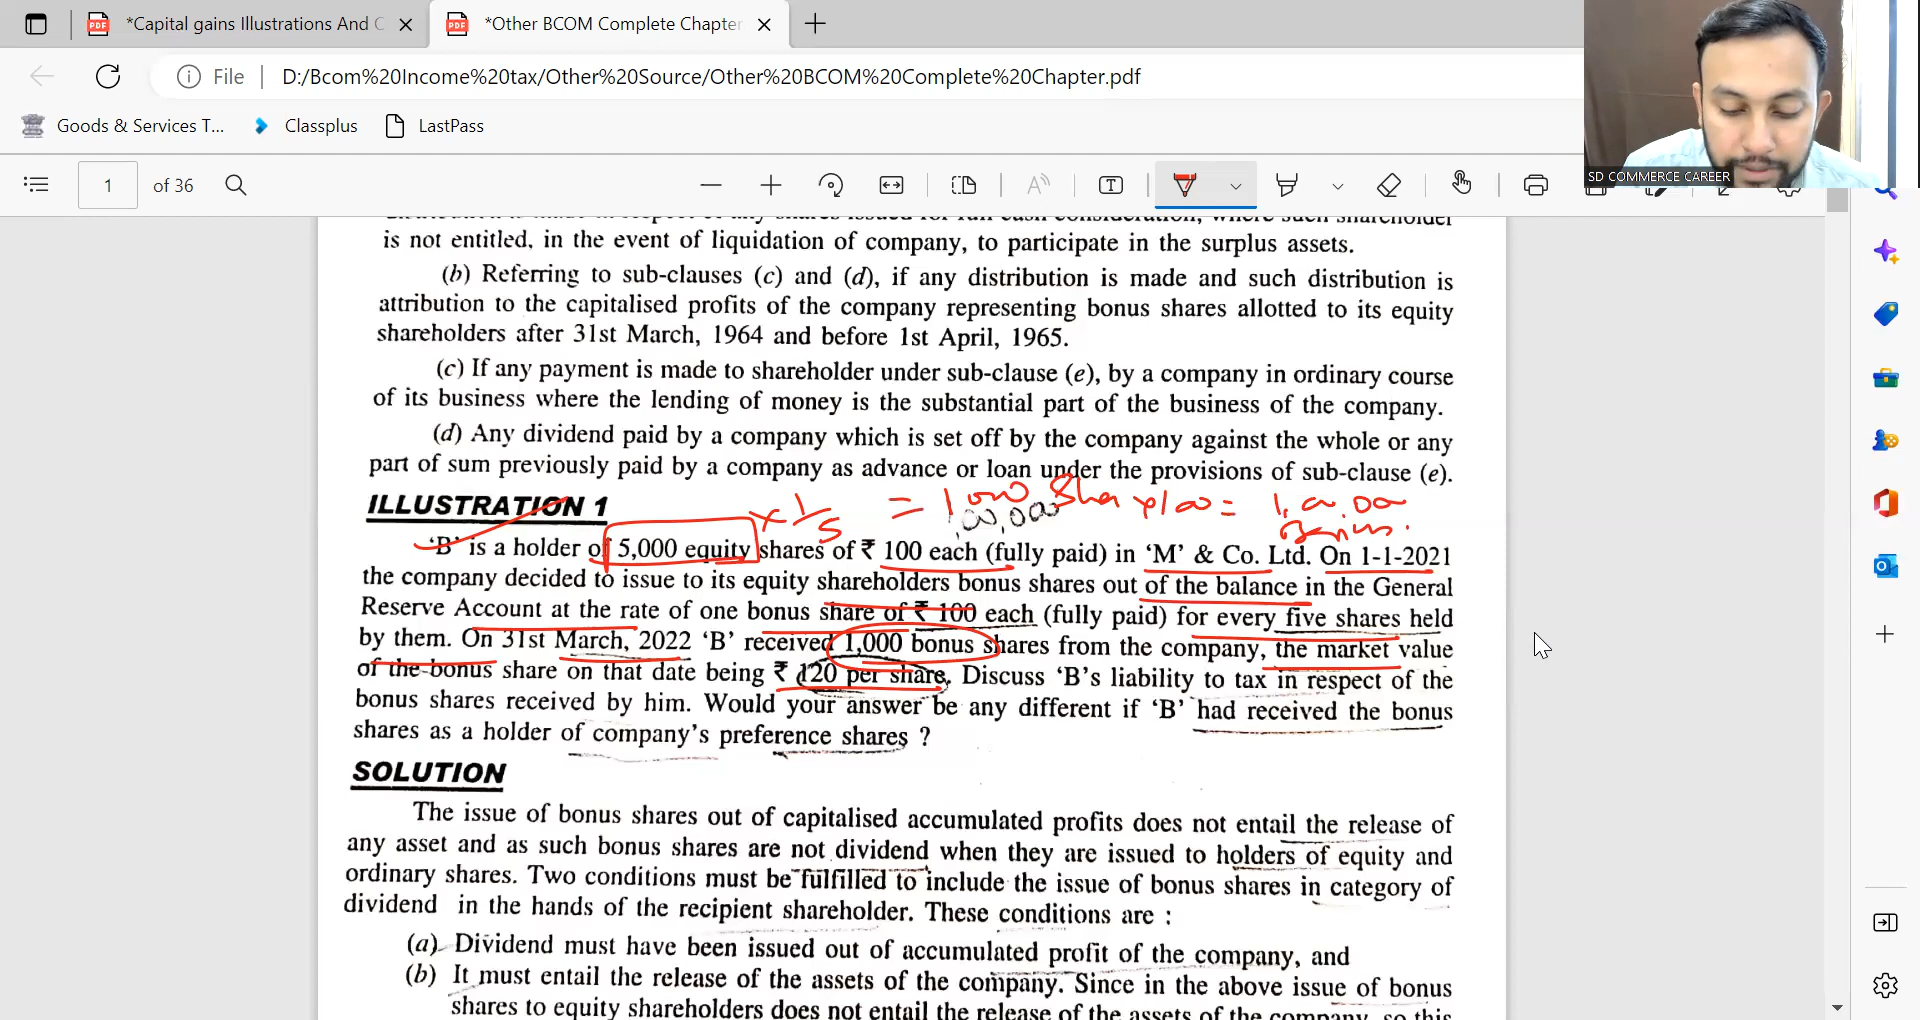 *Capital gains Illustrations And C
*Other BCOM Complete Chapter
File
D:/Bcom%20Income%20tax/Other%20Source/Other%20BCOM%20Complete%20Chapter.pdf
Goods & Services T...
Classplus
LastPass
1
of 36
SD COMMERCE CAREER
is not entitled, in the event of liquidation of company, to participate in the surplus assets.
(b) Referring to sub-clauses (c) and (d), if any distribution is made and such distribution is
attribution to the capitalised profits of the company representing bonus shares allotted to its equity
shareholders after 31st March, 1964 and before 1st April, 1965.
(c) If any payment is made to shareholder under sub-clause (e), by a company in ordinary course
of its business where the lending of money is the substantial part of the business of the company.
(d) Any dividend paid by a company which is set off by the company against the whole or any
part of sum previously paid by a company as advance or loan under the provisions of sub-clause (e).
ILLUSTRATION 1
x 1/5 = 1000 Sha x 100 = 1,00,00
1,00,000
Bonus.
'B' is a holder of 5,000 equity shares of ₹ 100 each (fully paid) in 'M' & Co. Ltd. On 1-1-2021
the company decided to issue to its equity shareholders bonus shares out of the balance in the General
Reserve Account at the rate of one bonus share of ₹ 100 each (fully paid) for every five shares held
by them. On 31st March, 2022 'B' received 1,000 bonus shares from the company, the market value
of the bonus share on that date being ₹ 120 per share. Discuss 'B's liability to tax in respect of the
bonus shares received by him. Would your answer be any different if 'B' had received the bonus
shares as a holder of company's preference shares ?
SOLUTION
The issue of bonus shares out of capitalised accumulated profits does not entail the release of
any asset and as such bonus shares are not dividend when they are issued to holders of equity and
ordinary shares. Two conditions must be fulfilled to include the issue of bonus shares in category of
dividend in the hands of the recipient shareholder. These conditions are :
(a) Dividend must have been issued out of accumulated profit of the company, and
(b) It must entail the release of the assets of the company. Since in the above issue of bonus
shares to equity shareholders does not entail the release of the assets of the company, so this